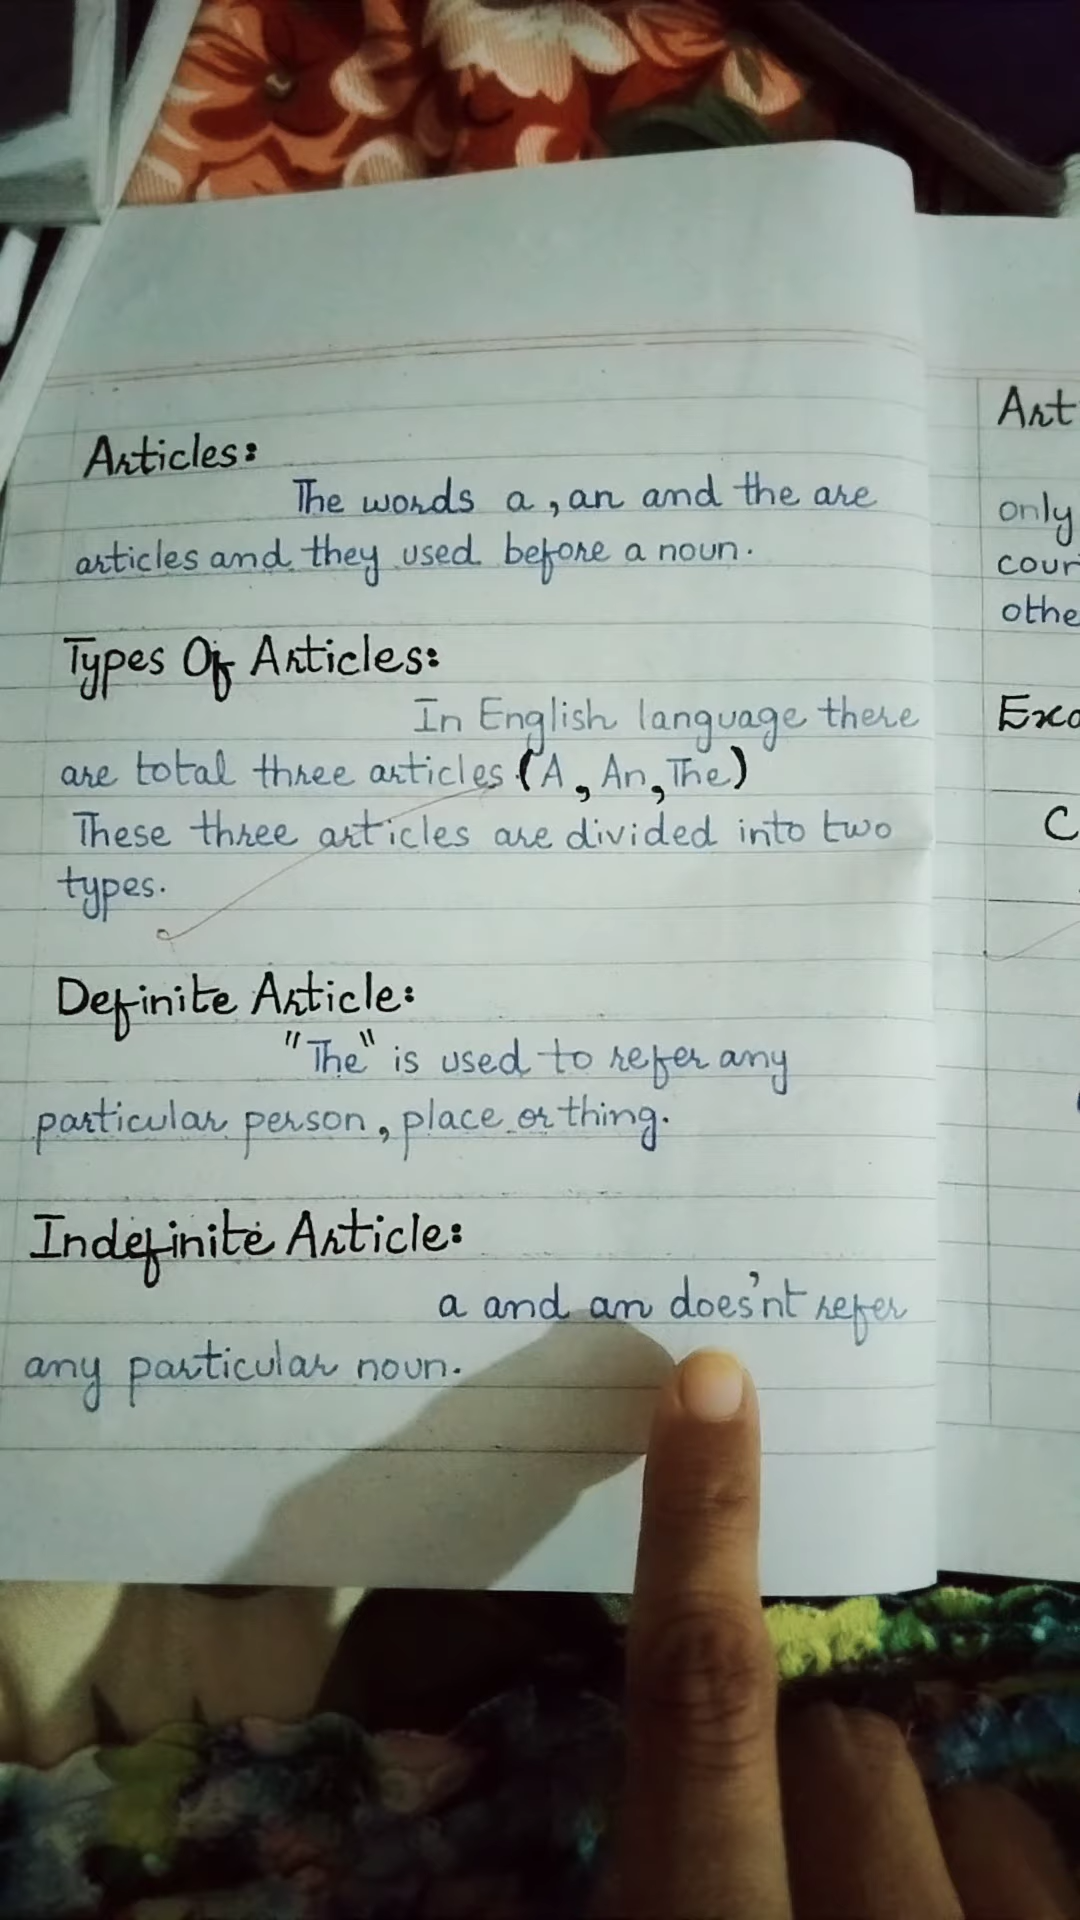 Articles:
The words a, an and the are
articles and they used before a noun.
Types Of Articles:
In English language there
are total three articles (A, An, The)
These three articles are divided into two
types.
Definite Article:
"The" is used to refer any
particular person, place or thing.
Indefinite Article:
a and an does'nt refer
any particular noun.
Art
only
cour
othe
Exa
C